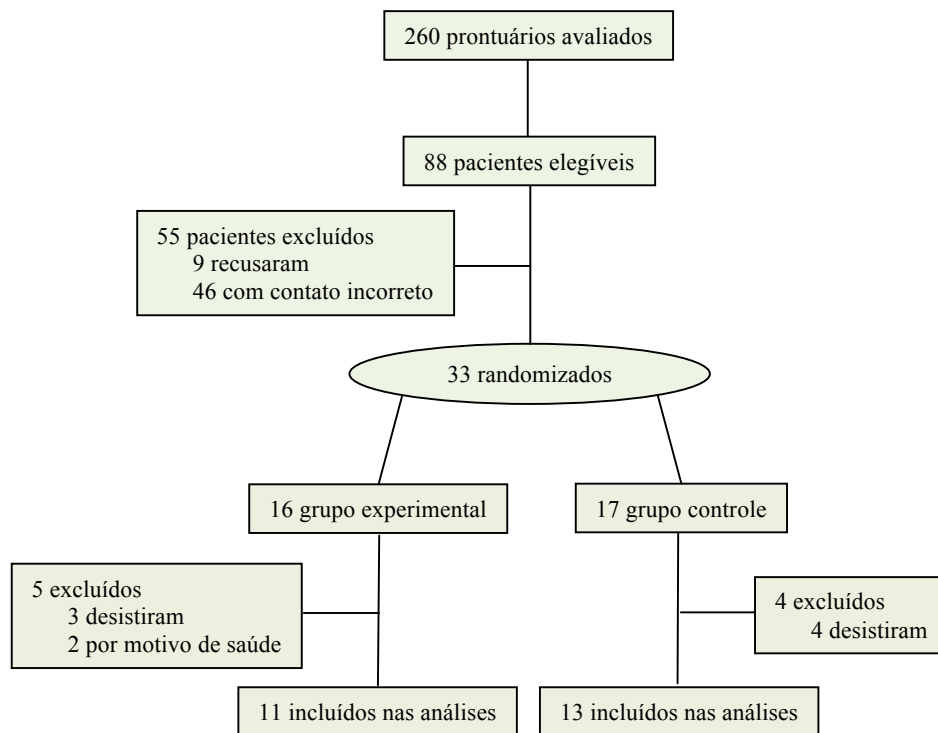 260 prontuários avaliados
88 pacientes elegíveis
55 pacientes excluídos
9 recusaram
46 com contato incorreto
33 randomizados
16 grupo experimental
17 grupo controle
5 excluídos
3 desistiram
2 por motivo de saúde
4 excluídos
4 desistiram
11 incluídos nas análises
13 incluídos nas análises